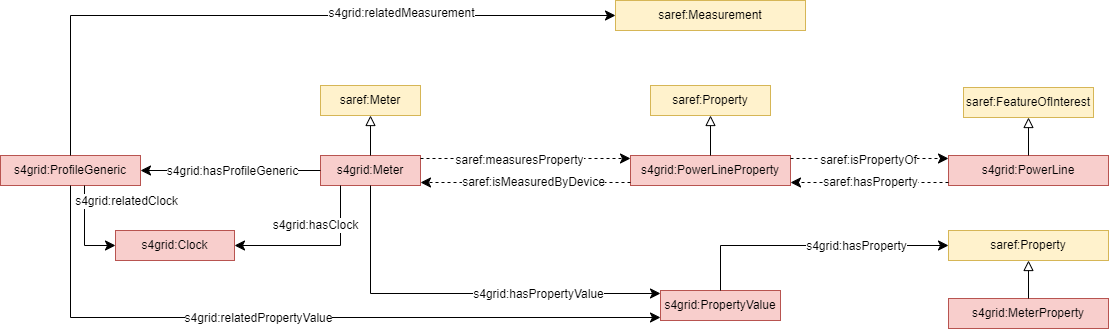 s4grid:relatedMeasurement
saref:Measurement
saref:Meter
saref:Property
saref:FeatureOfInterest
s4grid:ProfileGeneric
s4grid:hasProfileGeneric
s4grid:Meter
saref:measuresProperty
saref:isMeasuredByDevice
s4grid:PowerLineProperty
saref:isPropertyOf
saref:hasProperty
s4grid:PowerLine
s4grid:relatedClock
s4grid:hasClock
s4grid:Clock
s4grid:hasProperty
saref:Property
s4grid:hasPropertyValue
s4grid:PropertyValue
s4grid:relatedPropertyValue
s4grid:MeterProperty